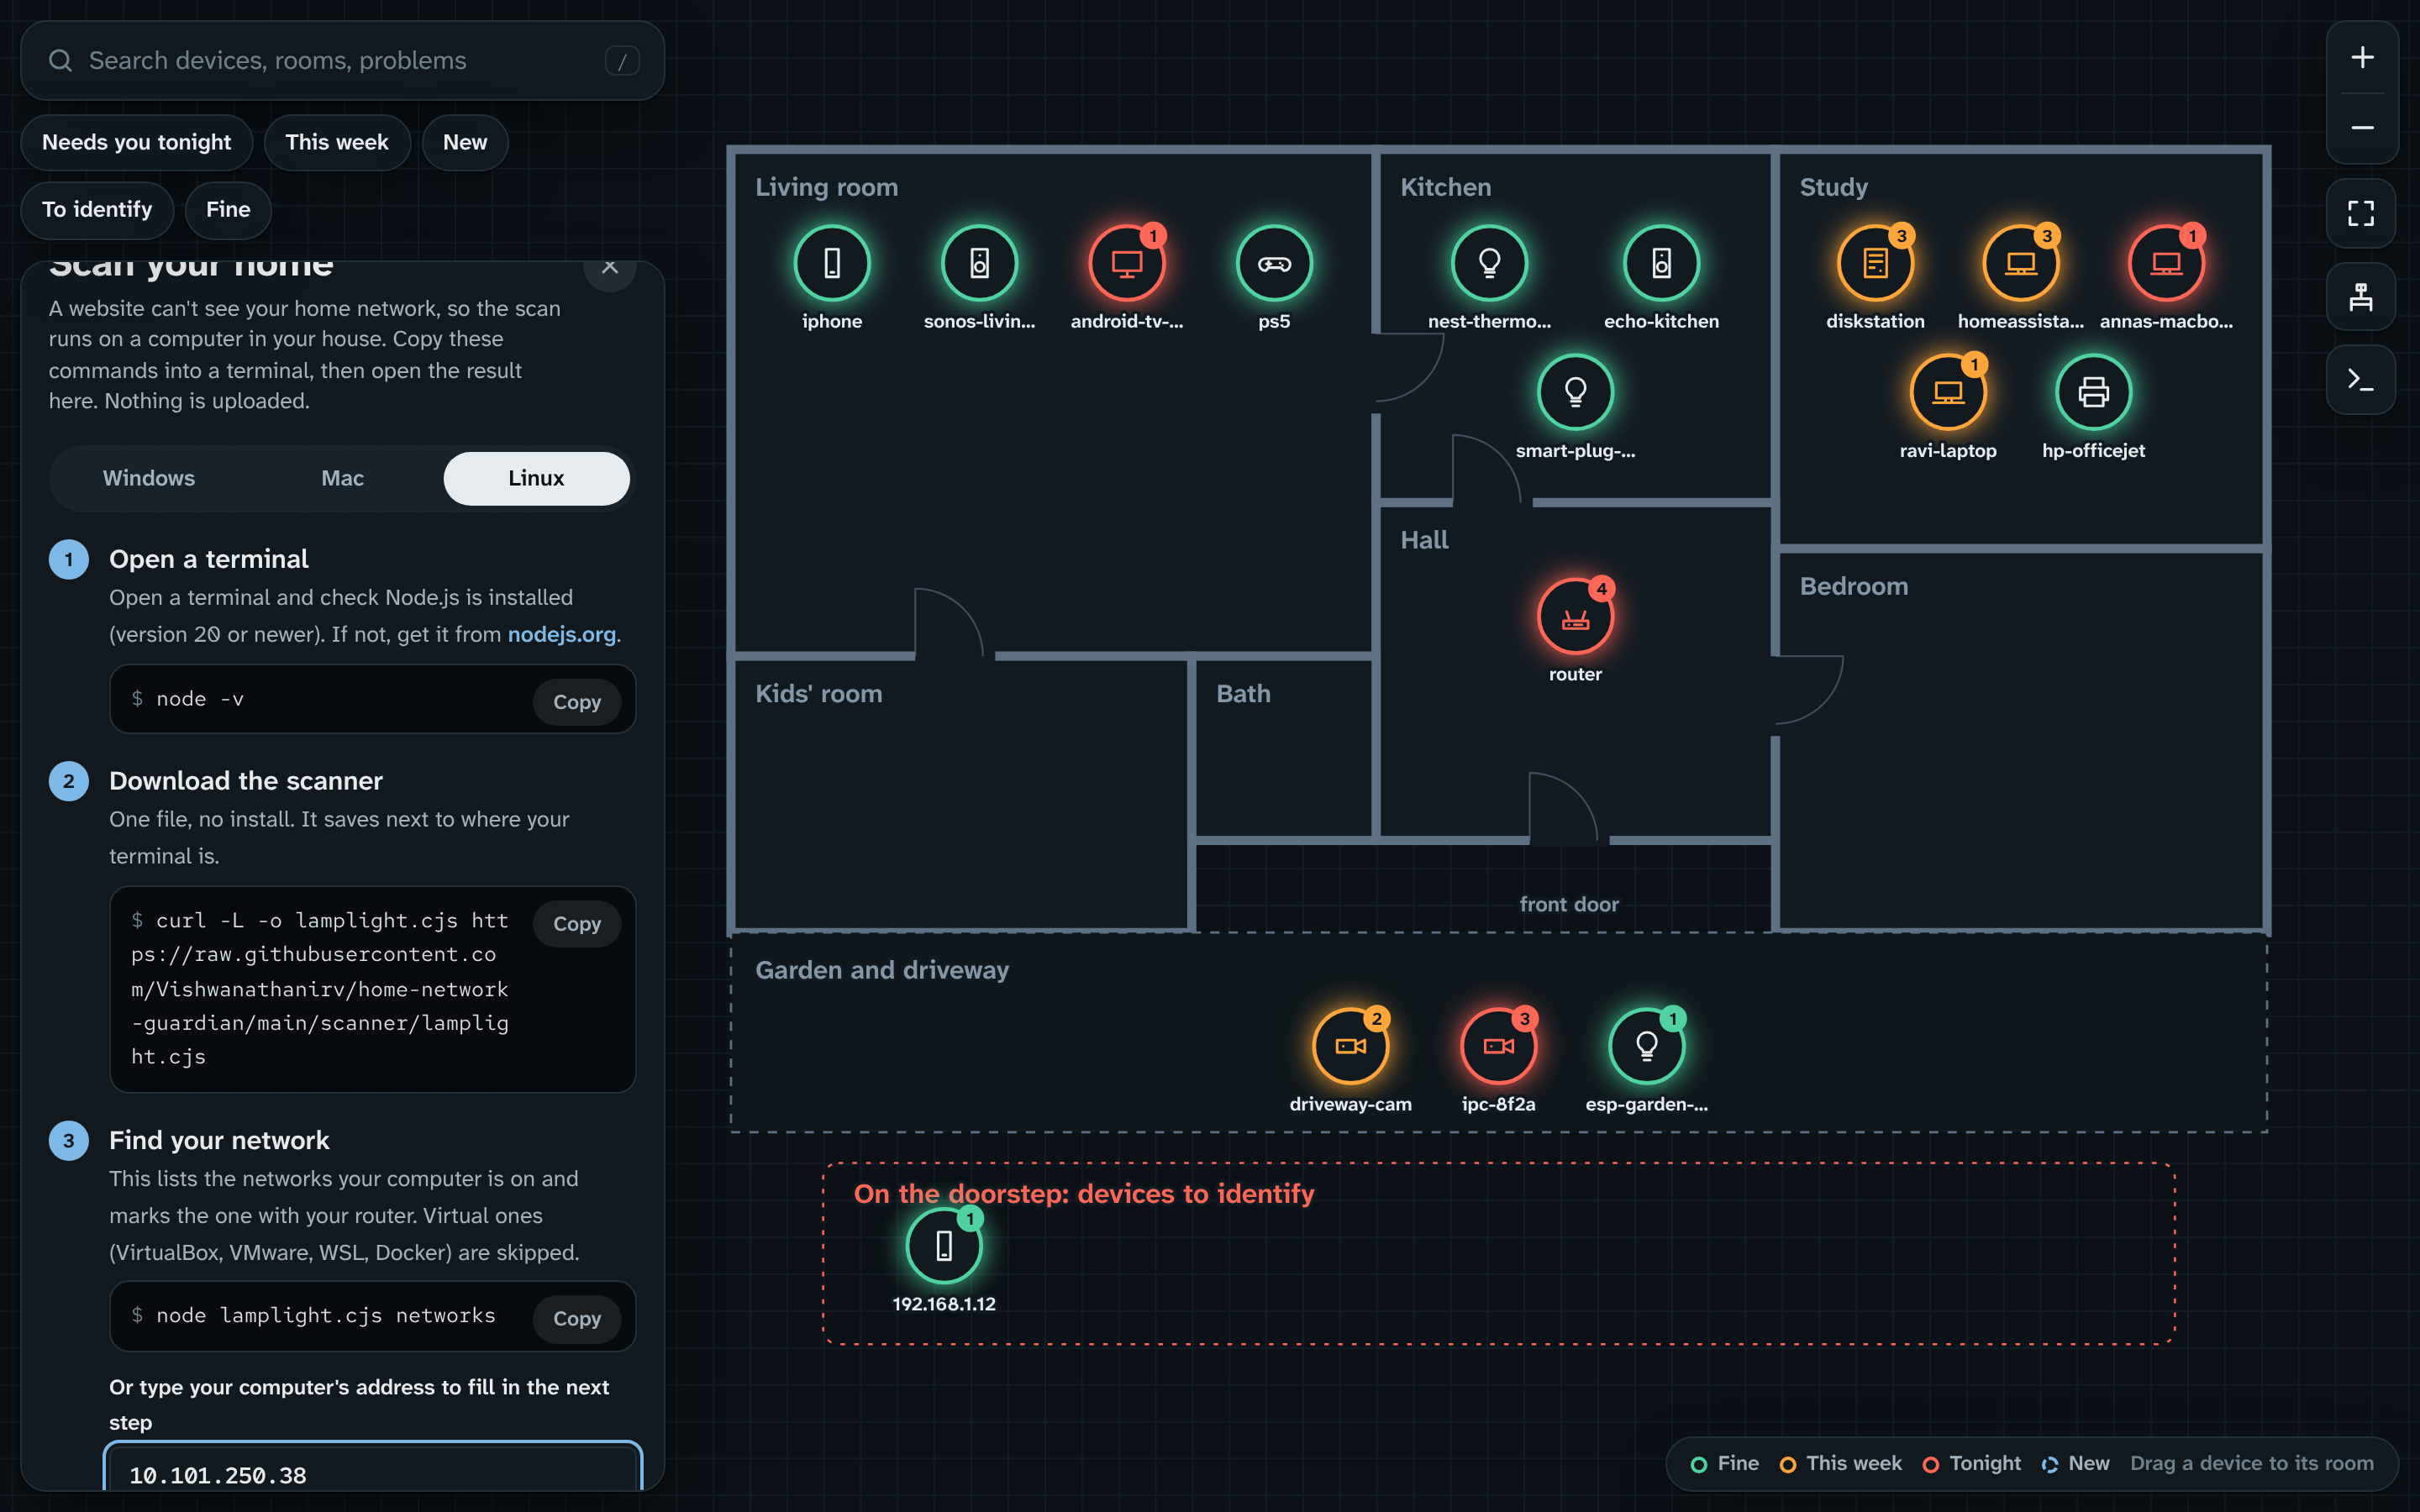 Search devices, rooms, problems /
Needs you tonight
This week
New
To identify
Fine
Scan your home
A website can't see your home network, so the scan
runs on a computer in your house. Copy these
commands into a terminal, then open the result
here. Nothing is uploaded.
Windows
Mac
Linux
1 Open a terminal
Open a terminal and check Node.js is installed
(version 20 or newer). If not, get it from nodejs.org.
$ node -v
Copy
2 Download the scanner
One file, no install. It saves next to where your
terminal is.
$ curl -L -o lamplight.cjs htt
ps://raw.githubusercontent.co
m/Vishwanathanirv/home-network
-guardian/main/scanner/lamplig
ht.cjs
Copy
3 Find your network
This lists the networks your computer is on and
marks the one with your router. Virtual ones
(VirtualBox, VMware, WSL, Docker) are skipped.
$ node lamplight.cjs networks
Copy
Or type your computer's address to fill in the next
step
10.101.250.38
Living room
1
iphone
sonos-livin...
android-tv-...
ps5
Kitchen
nest-thermo...
echo-kitchen
smart-plug-...
Study
3
3
1
diskstation
homeassista...
annas-macbo...
1
ravi-laptop
hp-officejet
Hall
4
router
Bedroom
Kids' room
Bath
front door
Garden and driveway
2
3
1
driveway-cam
ipc-8f2a
esp-garden-...
On the doorstep: devices to identify
1
192.168.1.12
Fine
This week
Tonight
New
Drag a device to its room